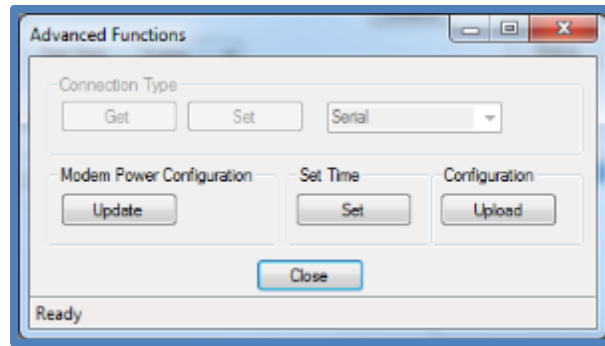 Advanced Functions
Connection Type
Get Set Serial
Modem Power Configuration Set Time Configuration
Update Set Upload
Close
Ready